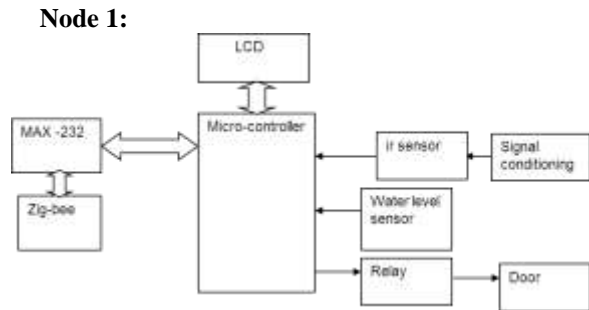 Node 1:
LCD
MAX -232
Micro-controller
ir sensor
Signal
conditioning
Zig-bee
Water level
sensor
Relay
Door